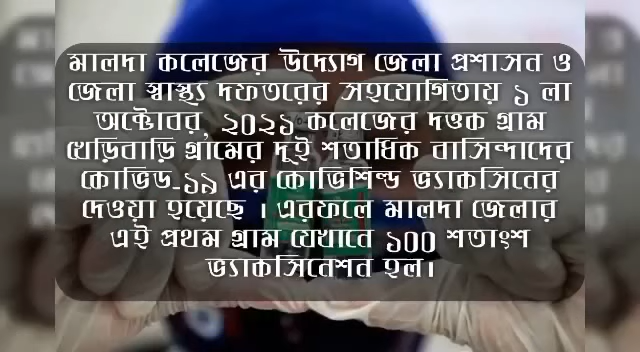 মালদা কলেজের উদ্যোগ জেলা প্রশাসন ও
জেলা স্বাস্থ্য দফতরের সহযোগিতায় ১ লা
অক্টোবর, ২০২১ কলেজের দত্তক গ্রাম
খেড়িবাড়ি গ্রামের দুই শতাধিক বাসিন্দাদের
কোভিড-১৯ এর কোভিশিল্ড ভ্যাকসিনের
দেওয়া হয়েছে । এরফলে মালদা জেলার
এই প্রথম গ্রাম যেখানে ১০০ শতাংশ
ভ্যাকসিনেশন হল।